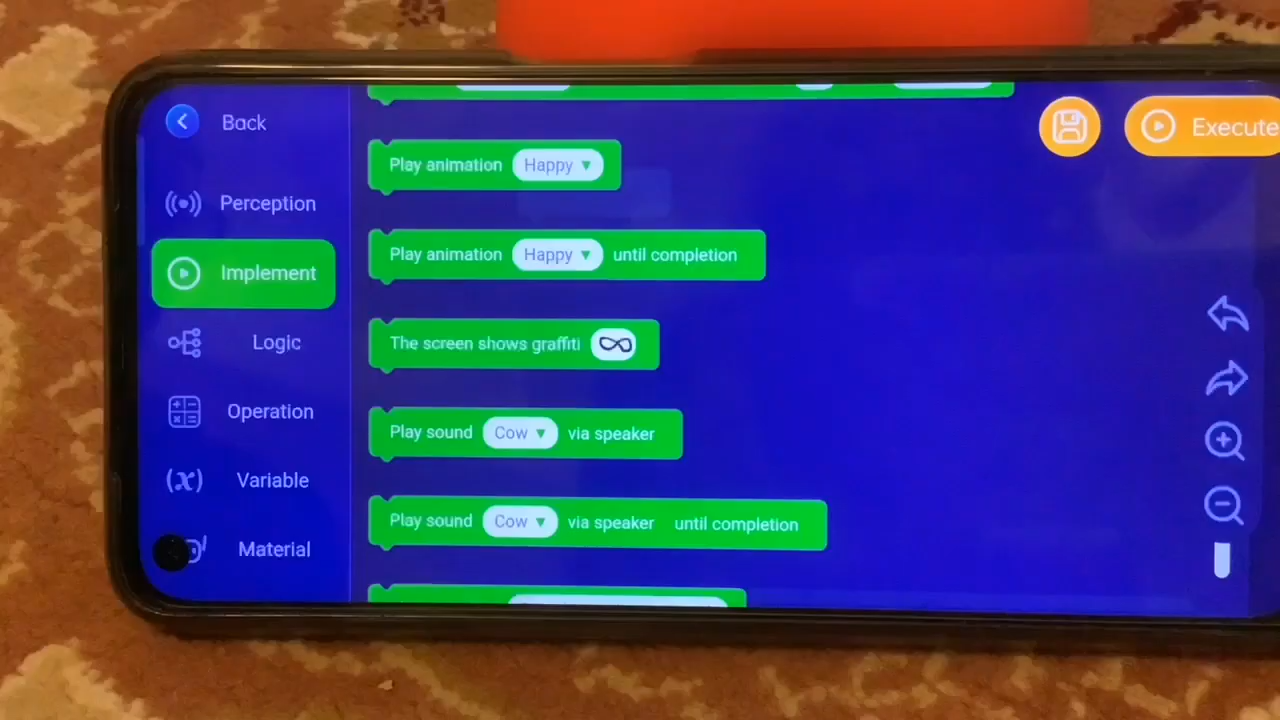 Back
Perception
Implement
Logic
Operation
(x) Variable
Material
Play animation Happy ▼
Play animation Happy ▼ until completion
The screen shows graffiti
Play sound Cow ▼ via speaker
Play sound Cow ▼ via speaker until completion
Execute